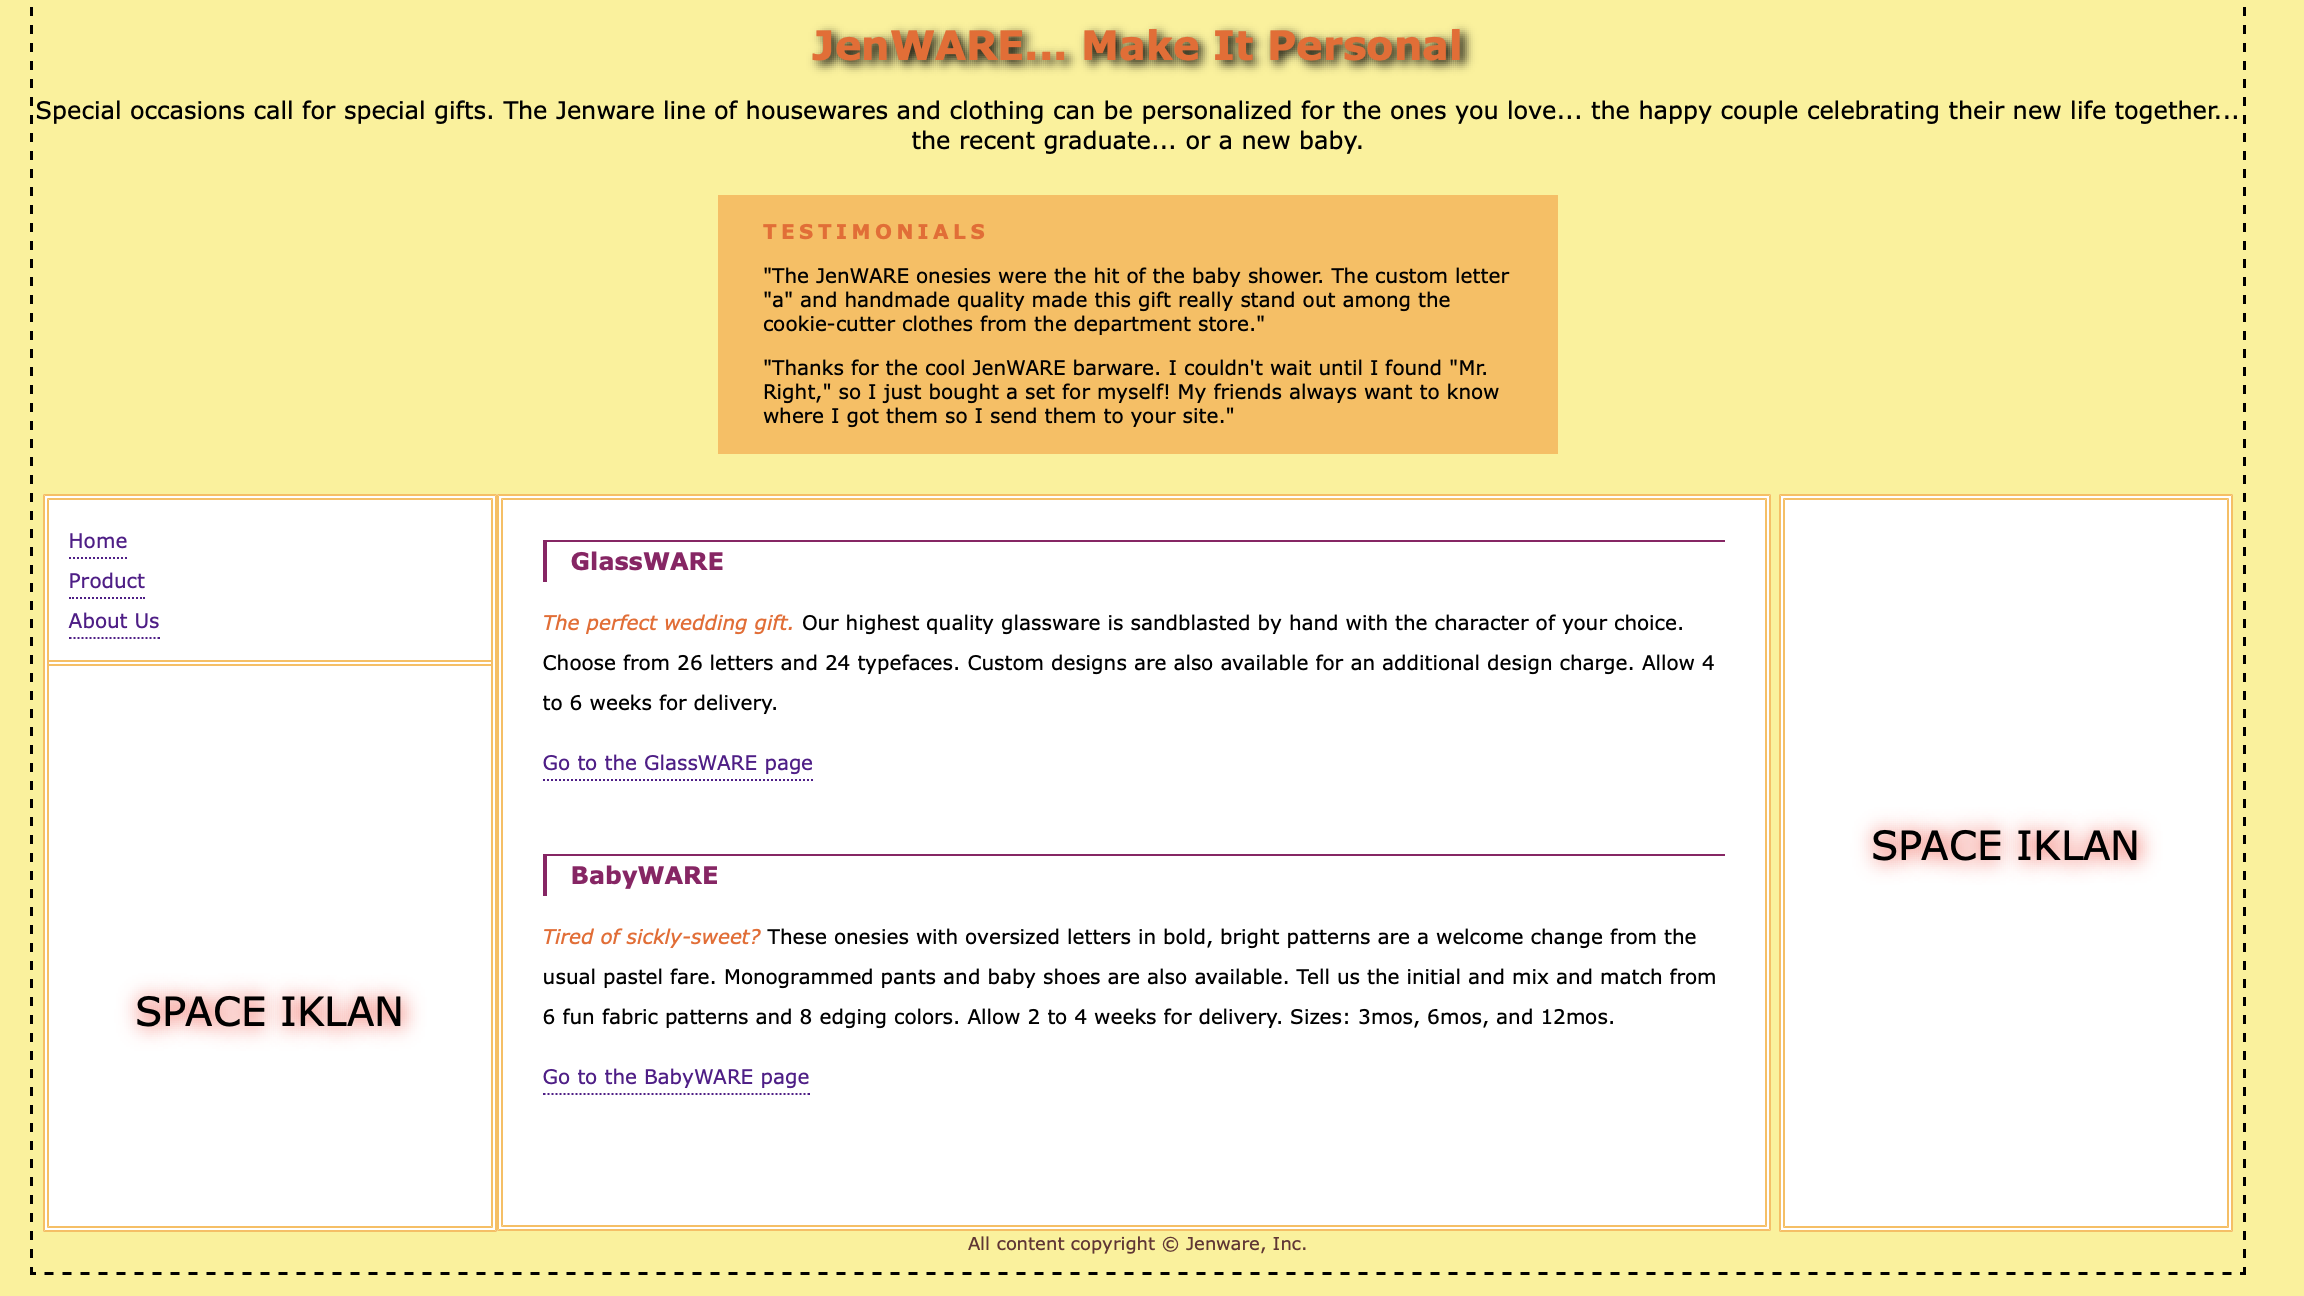 JenWARE... Make It Personal
Special occasions call for special gifts. The Jenware line of housewares and clothing can be personalized for the ones you love... the happy couple celebrating their new life together...
the recent graduate... or a new baby.
TESTIMONIALS
"The JenWARE onesies were the hit of the baby shower. The custom letter
"a" and handmade quality made this gift really stand out among the
cookie-cutter clothes from the department store."
"Thanks for the cool JenWARE barware. I couldn't wait until I found "Mr.
Right," so I just bought a set for myself! My friends always want to know
where I got them so I send them to your site."
Home
Product
About Us
SPACE IKLAN
GlassWARE
The perfect wedding gift. Our highest quality glassware is sandblasted by hand with the character of your choice.
Choose from 26 letters and 24 typefaces. Custom designs are also available for an additional design charge. Allow 4
to 6 weeks for delivery.
Go to the GlassWARE page
BabyWARE
Tired of sickly-sweet? These onesies with oversized letters in bold, bright patterns are a welcome change from the
usual pastel fare. Monogrammed pants and baby shoes are also available. Tell us the initial and mix and match from
6 fun fabric patterns and 8 edging colors. Allow 2 to 4 weeks for delivery. Sizes: 3mos, 6mos, and 12mos.
Go to the BabyWARE page
SPACE IKLAN
All content copyright © Jenware, Inc.